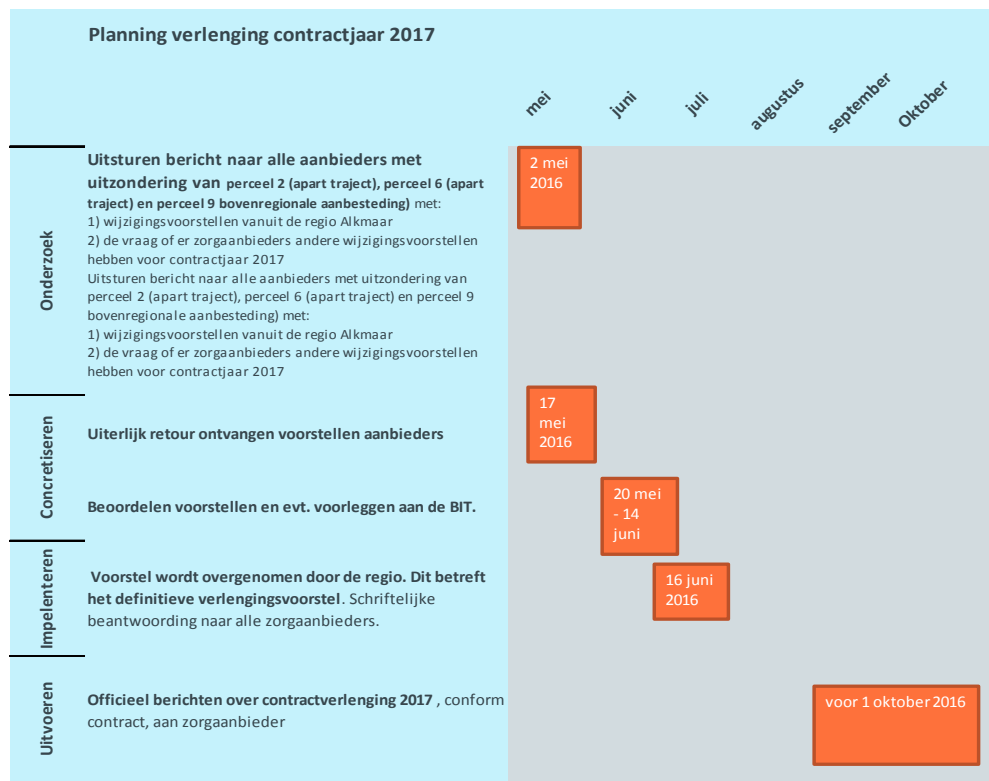 Planning verlenging contractjaar 2017
mei
juni
juli
augustus
september
Oktober
Onderzoek
Uitsturen bericht naar alle aanbieders met
uitzondering van perceel 2 (apart traject), perceel 6 (apart
traject) en perceel 9 bovenregionale aanbesteding) met:
1) wijzigingsvoorstellen vanuit de regio Alkmaar
2) de vraag of er zorgaanbieders andere wijzigingsvoorstellen
hebben voor contractjaar 2017
Uitsturen bericht naar alle aanbieders met uitzondering van
perceel 2 (apart traject), perceel 6 (apart traject) en perceel 9
bovenregionale aanbesteding) met:
1) wijzigingsvoorstellen vanuit de regio Alkmaar
2) de vraag of er zorgaanbieders andere wijzigingsvoorstellen
hebben voor contractjaar 2017
2 mei
2016
Concretiseren
Uiterlijk retour ontvangen voorstellen aanbieders
17
mei
2016
Beoordelen voorstellen en evt. voorleggen aan de BIT.
20 mei
- 14
juni
Impelenteren
Voorstel wordt overgenomen door de regio. Dit betreft
het definitieve verlengingsvoorstel. Schriftelijke
beantwoording naar alle zorgaanbieders.
16 juni
2016
Uitvoeren
Officieel berichten over contractverlenging 2017 , conform
contract, aan zorgaanbieder
voor 1 oktober 2016